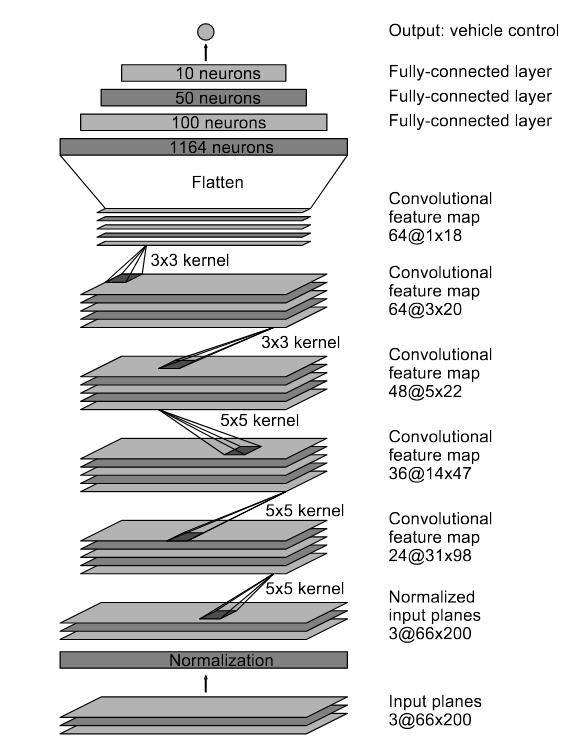 Output: vehicle control
10 neurons
Fully-connected layer
50 neurons
Fully-connected layer
100 neurons
Fully-connected layer
1164 neurons
Flatten
Convolutional
feature map
64@1x18
3x3 kernel
Convolutional
feature map
64@3x20
3x3 kernel
Convolutional
feature map
48@5x22
5x5 kernel
Convolutional
feature map
36@14x47
5x5 kernel
Convolutional
feature map
24@31x98
5x5 kernel
Normalized
input planes
3@66x200
Normalization
Input planes
3@66x200